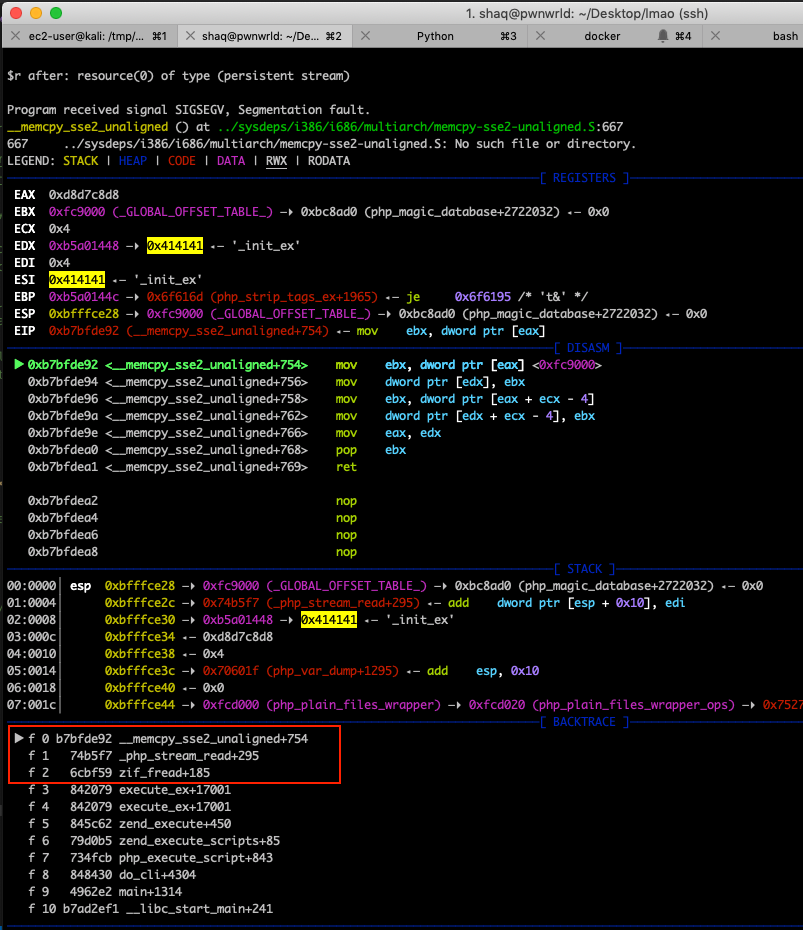 1. shaq@pwnwrld: ~/Desktop/lmao (ssh)
ec2-user@kali: /tmp/... ⌘1 shaq@pwnwrld: ~/De... ⌘2 Python ⌘3 docker ⌘4 bash
$r after: resource(0) of type (persistent stream)
Program received signal SIGSEGV, Segmentation fault.
__memcpy_sse2_unaligned () at ../sysdeps/i386/i686/multiarch/memcpy-sse2-unaligned.S:667
667 ../sysdeps/i386/i686/multiarch/memcpy-sse2-unaligned.S: No such file or directory.
LEGEND: STACK | HEAP | CODE | DATA | RWX | RODATA
[ REGISTERS ]
EAX 0xd8d7c8d8
EBX 0xfc9000 (_GLOBAL_OFFSET_TABLE_) —▸ 0xbc8ad0 (php_magic_database+2722032) ◂— 0x0
ECX 0x4
EDX 0xb5a01448 —▸ 0x414141 ◂— '_init_ex'
EDI 0x4
ESI 0x414141 ◂— '_init_ex'
EBP 0xb5a0144c —▸ 0x6f616d (php_strip_tags_ex+1965) ◂— je 0x6f6195 /* 't&' */
ESP 0xbfffce28 —▸ 0xfc9000 (_GLOBAL_OFFSET_TABLE_) —▸ 0xbc8ad0 (php_magic_database+2722032) ◂— 0x0
EIP 0xb7bfde92 (__memcpy_sse2_unaligned+754) ◂— mov ebx, dword ptr [eax]
[ DISASM ]
► 0xb7bfde92 <__memcpy_sse2_unaligned+754> mov ebx, dword ptr [eax] <0xfc9000>
0xb7bfde94 <__memcpy_sse2_unaligned+756> mov dword ptr [edx], ebx
0xb7bfde96 <__memcpy_sse2_unaligned+758> mov ebx, dword ptr [eax + ecx - 4]
0xb7bfde9a <__memcpy_sse2_unaligned+762> mov dword ptr [edx + ecx - 4], ebx
0xb7bfde9e <__memcpy_sse2_unaligned+766> mov eax, edx
0xb7bfdea0 <__memcpy_sse2_unaligned+768> pop ebx
0xb7bfdea1 <__memcpy_sse2_unaligned+769> ret
0xb7bfdea2 nop
0xb7bfdea4 nop
0xb7bfdea6 nop
0xb7bfdea8 nop
[ STACK ]
00:0000│ esp 0xbfffce28 —▸ 0xfc9000 (_GLOBAL_OFFSET_TABLE_) —▸ 0xbc8ad0 (php_magic_database+2722032) ◂— 0x0
01:0004│ 0xbfffce2c —▸ 0x74b5f7 (_php_stream_read+295) ◂— add dword ptr [esp + 0x10], edi
02:0008│ 0xbfffce30 —▸ 0xb5a01448 —▸ 0x414141 ◂— '_init_ex'
03:000c│ 0xbfffce34 ◂— 0xd8d7c8d8
04:0010│ 0xbfffce38 ◂— 0x4
05:0014│ 0xbfffce3c —▸ 0x70601f (php_var_dump+1295) ◂— add esp, 0x10
06:0018│ 0xbfffce40 ◂— 0x0
07:001c│ 0xbfffce44 —▸ 0xfcd000 (php_plain_files_wrapper) —▸ 0xfcd020 (php_plain_files_wrapper_ops) —▸ 0x7527
[ BACKTRACE ]
► f 0 b7bfde92 __memcpy_sse2_unaligned+754
f 1 74b5f7 _php_stream_read+295
f 2 6cbf59 zif_fread+185
f 3 842079 execute_ex+17001
f 4 842079 execute_ex+17001
f 5 845c62 zend_execute+450
f 6 79d0b5 zend_execute_scripts+85
f 7 734fcb php_execute_script+843
f 8 848430 do_cli+4304
f 9 4962e2 main+1314
f 10 b7ad2ef1 __libc_start_main+241